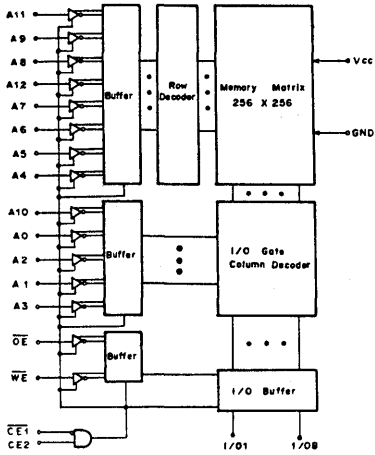 A11
A9
A8
A12
A7
A6
A5
A4
Buffer
Row
Decoder
Memory Matrix
256 X 256
Vcc
GND
A10
A0
A2
A1
A3
Buffer
I/O Gate
Column Decoder
OE
WE
Buffer
I/O Buffer
CE1
CE2
I/O1
I/O8